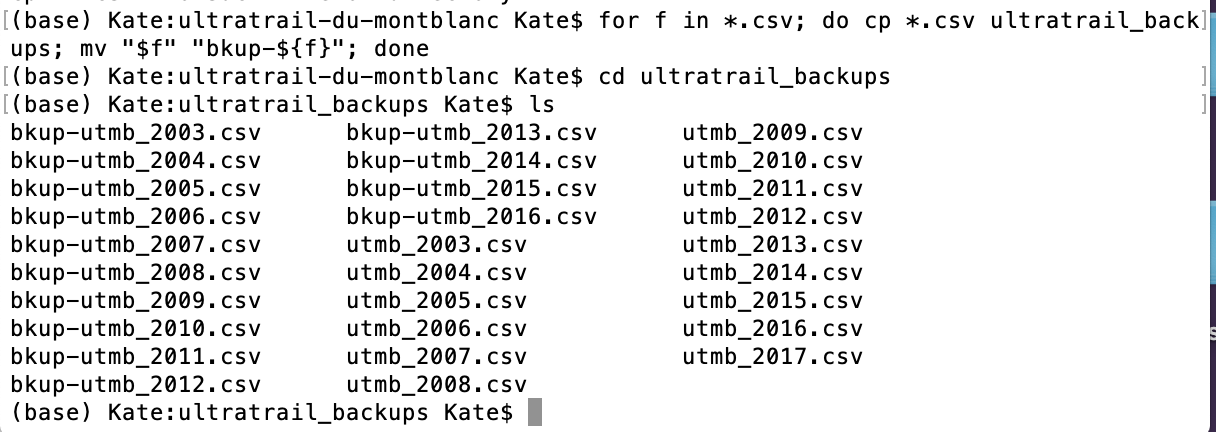 [(base) Kate:ultratrail-du-montblanc Kate$ for f in *.csv; do cp *.csv ultratrail_back]
ups; mv "$f" "bkup-${f}"; done
[(base) Kate:ultratrail-du-montblanc Kate$ cd ultratrail_backups ]
[(base) Kate:ultratrail_backups Kate$ ls ]
bkup-utmb_2003.csv bkup-utmb_2013.csv utmb_2009.csv
bkup-utmb_2004.csv bkup-utmb_2014.csv utmb_2010.csv
bkup-utmb_2005.csv bkup-utmb_2015.csv utmb_2011.csv
bkup-utmb_2006.csv bkup-utmb_2016.csv utmb_2012.csv
bkup-utmb_2007.csv utmb_2003.csv utmb_2013.csv
bkup-utmb_2008.csv utmb_2004.csv utmb_2014.csv
bkup-utmb_2009.csv utmb_2005.csv utmb_2015.csv
bkup-utmb_2010.csv utmb_2006.csv utmb_2016.csv
bkup-utmb_2011.csv utmb_2007.csv utmb_2017.csv
bkup-utmb_2012.csv utmb_2008.csv
(base) Kate:ultratrail_backups Kate$